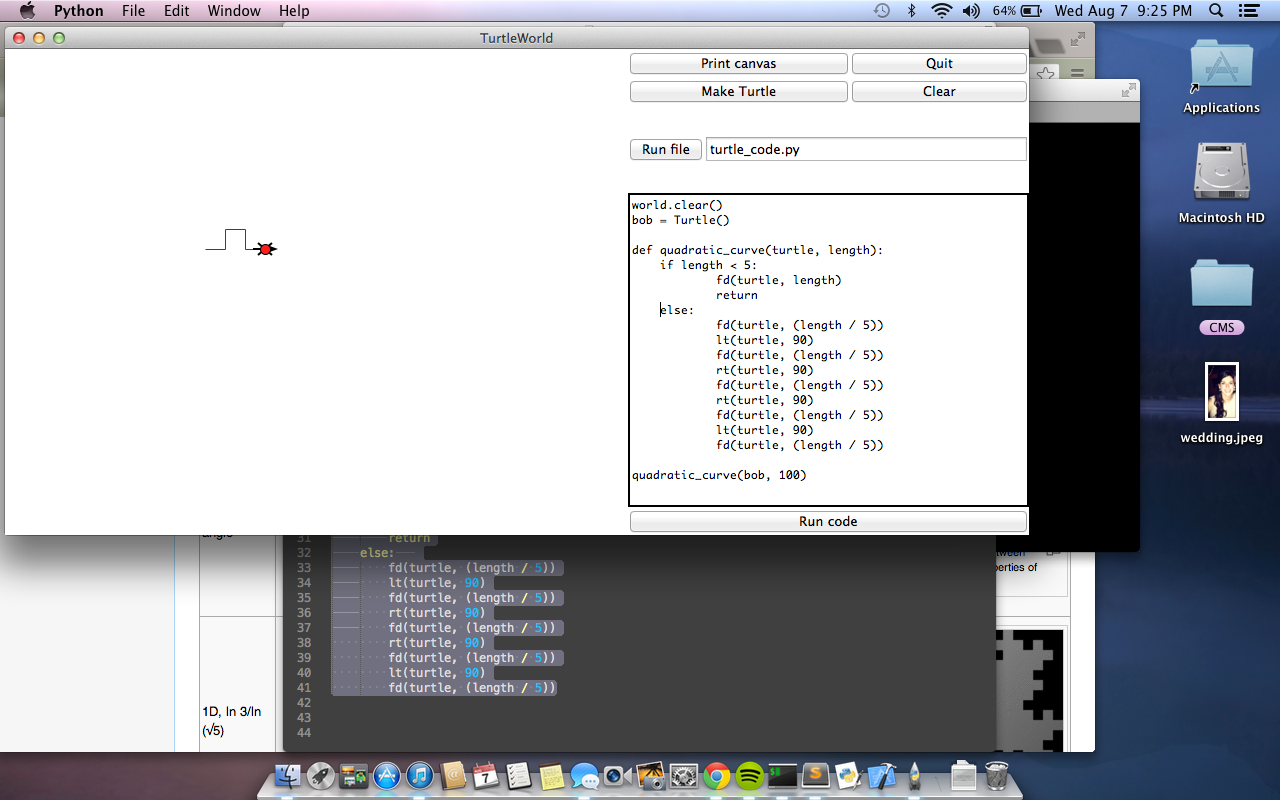 Python File Edit Window Help 64% Wed Aug 7 9:25 PM
TurtleWorld
Print canvas Quit
Make Turtle Clear
Run file turtle_code.py
world.clear()
bob = Turtle()
def quadratic_curve(turtle, length):
if length < 5:
fd(turtle, length)
return
else:
fd(turtle, (length / 5))
lt(turtle, 90)
fd(turtle, (length / 5))
rt(turtle, 90)
fd(turtle, (length / 5))
rt(turtle, 90)
fd(turtle, (length / 5))
lt(turtle, 90)
fd(turtle, (length / 5))
quadratic_curve(bob, 100)
Run code
Applications
Macintosh HD
CMS
wedding.jpeg
angle
31 return
32 else:
33 fd(turtle, (length / 5))
34 lt(turtle, 90)
35 fd(turtle, (length / 5))
36 rt(turtle, 90)
37 fd(turtle, (length / 5))
38 rt(turtle, 90)
39 fd(turtle, (length / 5))
40 lt(turtle, 90)
41 fd(turtle, (length / 5))
42
43
44
1D, ln 3/ln
(√5)
7